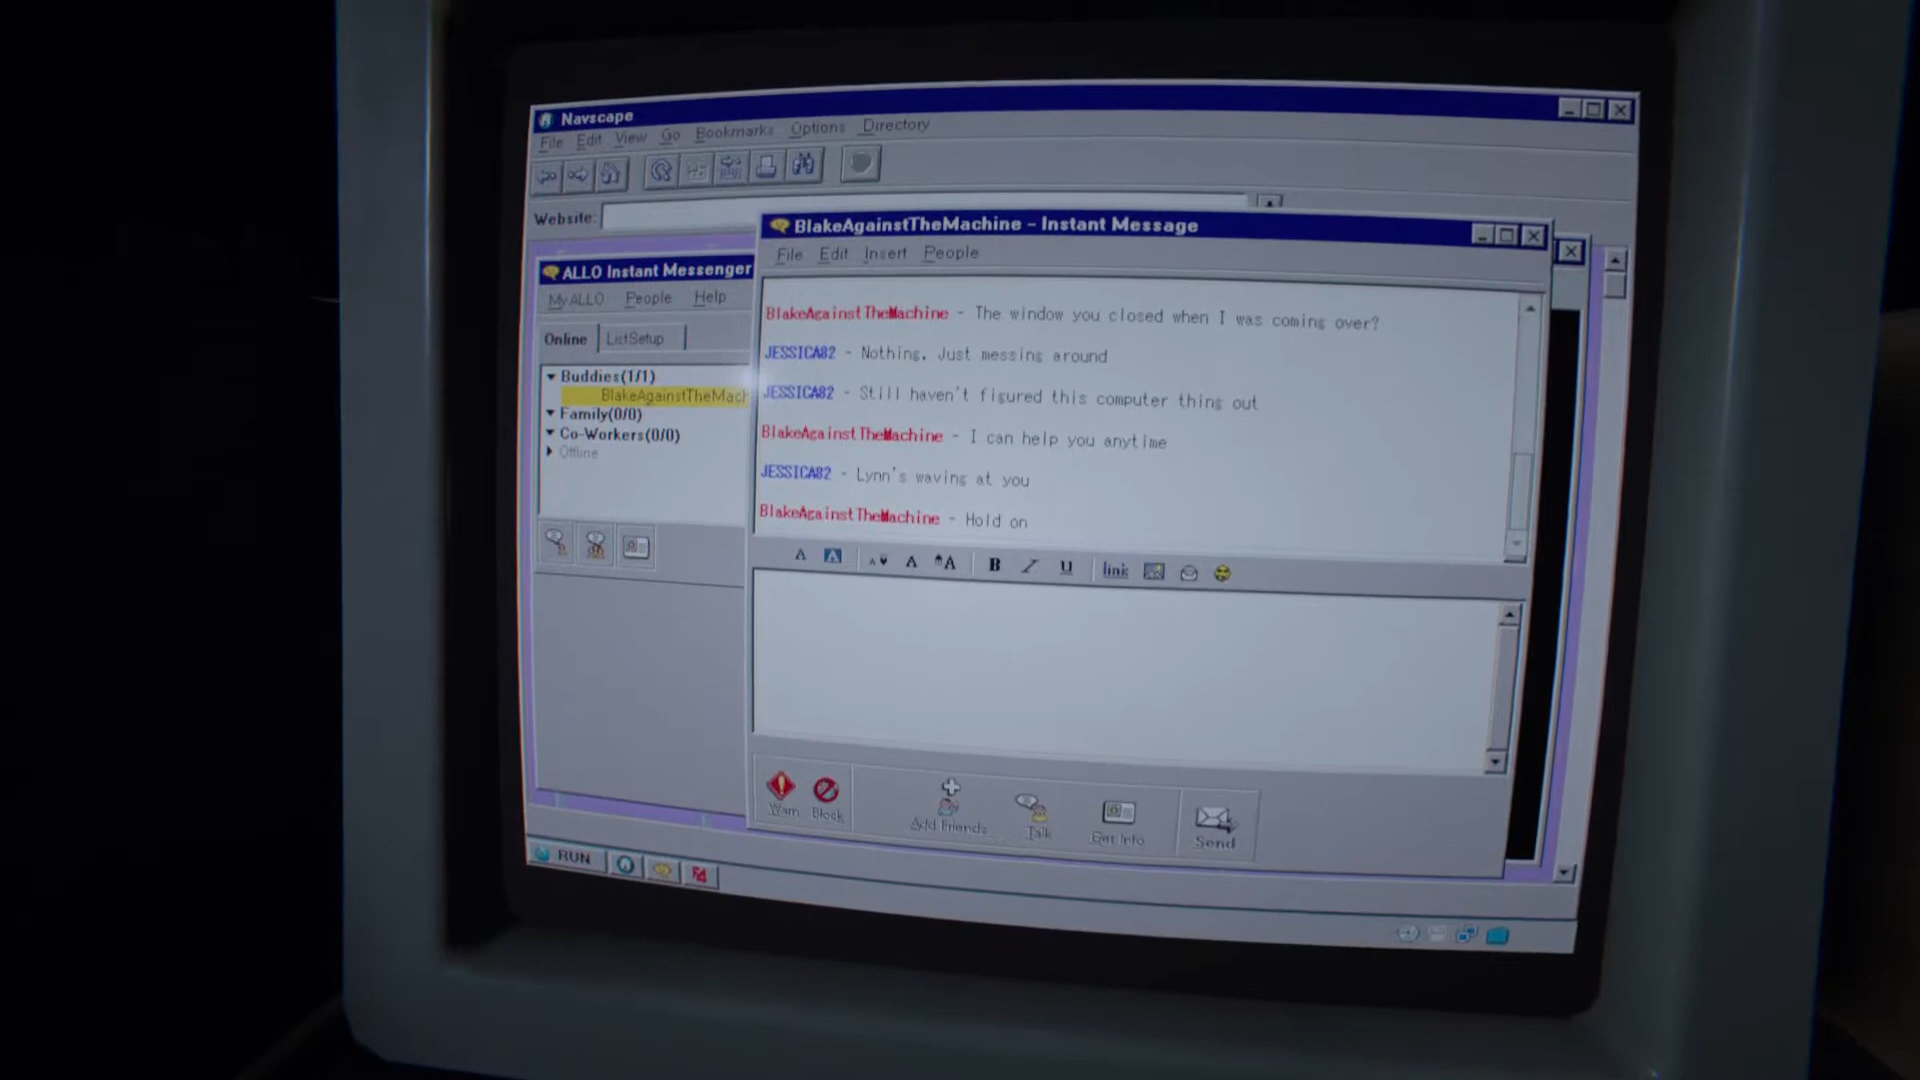 Navscape
File Edit View Go Bookmarks Options Directory
Website:
ALLO Instant Messenger
MyALLO People Help
Online ListSetup
Buddies(1/1)
BlakeAgainstTheMach
Family(0/0)
Co-Workers(0/0)
Offline
BlakeAgainstTheMachine - Instant Message
File Edit Insert People
BlakeAgainstTheMachine - The window you closed when I was coming over?
JESSICA82 - Nothing. Just messing around
JESSICA82 - Still haven't figured this computer thing out
BlakeAgainstTheMachine - I can help you anytime
JESSICA82 - Lynn's waving at you
BlakeAgainstTheMachine - Hold on
A A A A A B I U link
Warn Block Add Friends Talk Get Info Send
RUN